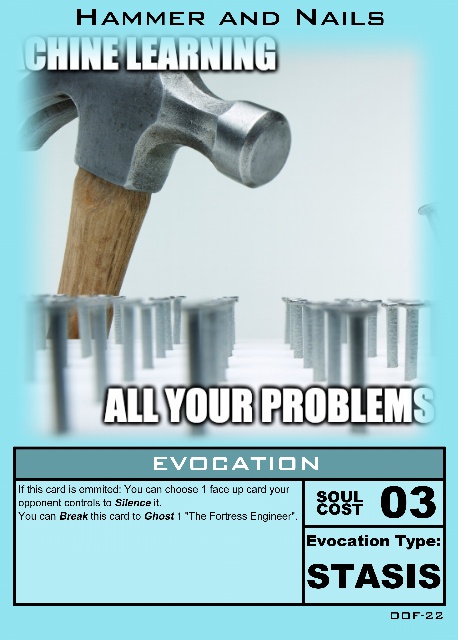 Hammer and Nails
CHINE LEARNING
ALL YOUR PROBLEMS
EVOCATION
If this card is ommited: You can choose 1 face up card your
opponent controls to Silence it.
You can Break this card to Ghost 1 "The Fortress Engineer".
SOUL
COST
03
Evocation Type:
STASIS
DOF-22